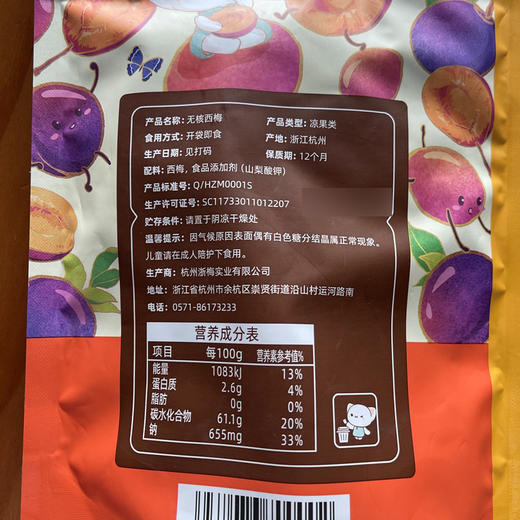 产品名称：无核西梅 产品类型：凉果类
食用方式：开袋即食 产地：浙江杭州
生产日期：见打码 保质期：12个月
配料：西梅，食品添加剂（山梨酸钾）
产品标准号：Q/HZM0001S
生产许可证号：SC11733011012207
贮存条件：请置于阴凉干燥处
温馨提示：因气候原因表面偶有白色糖分结晶属正常现象。
儿童请在成人陪护下食用。
生产商：杭州浙梅实业有限公司
地址：浙江省杭州市余杭区崇贤街道沿山村运河路南
电话：0571-86173233
营养成分表
项目 每100g 营养素参考值%
能量 1083kJ 13%
蛋白质 2.6g 4%
脂肪 0g 0%
碳水化合物 61.1g 20%
钠 655mg 33%